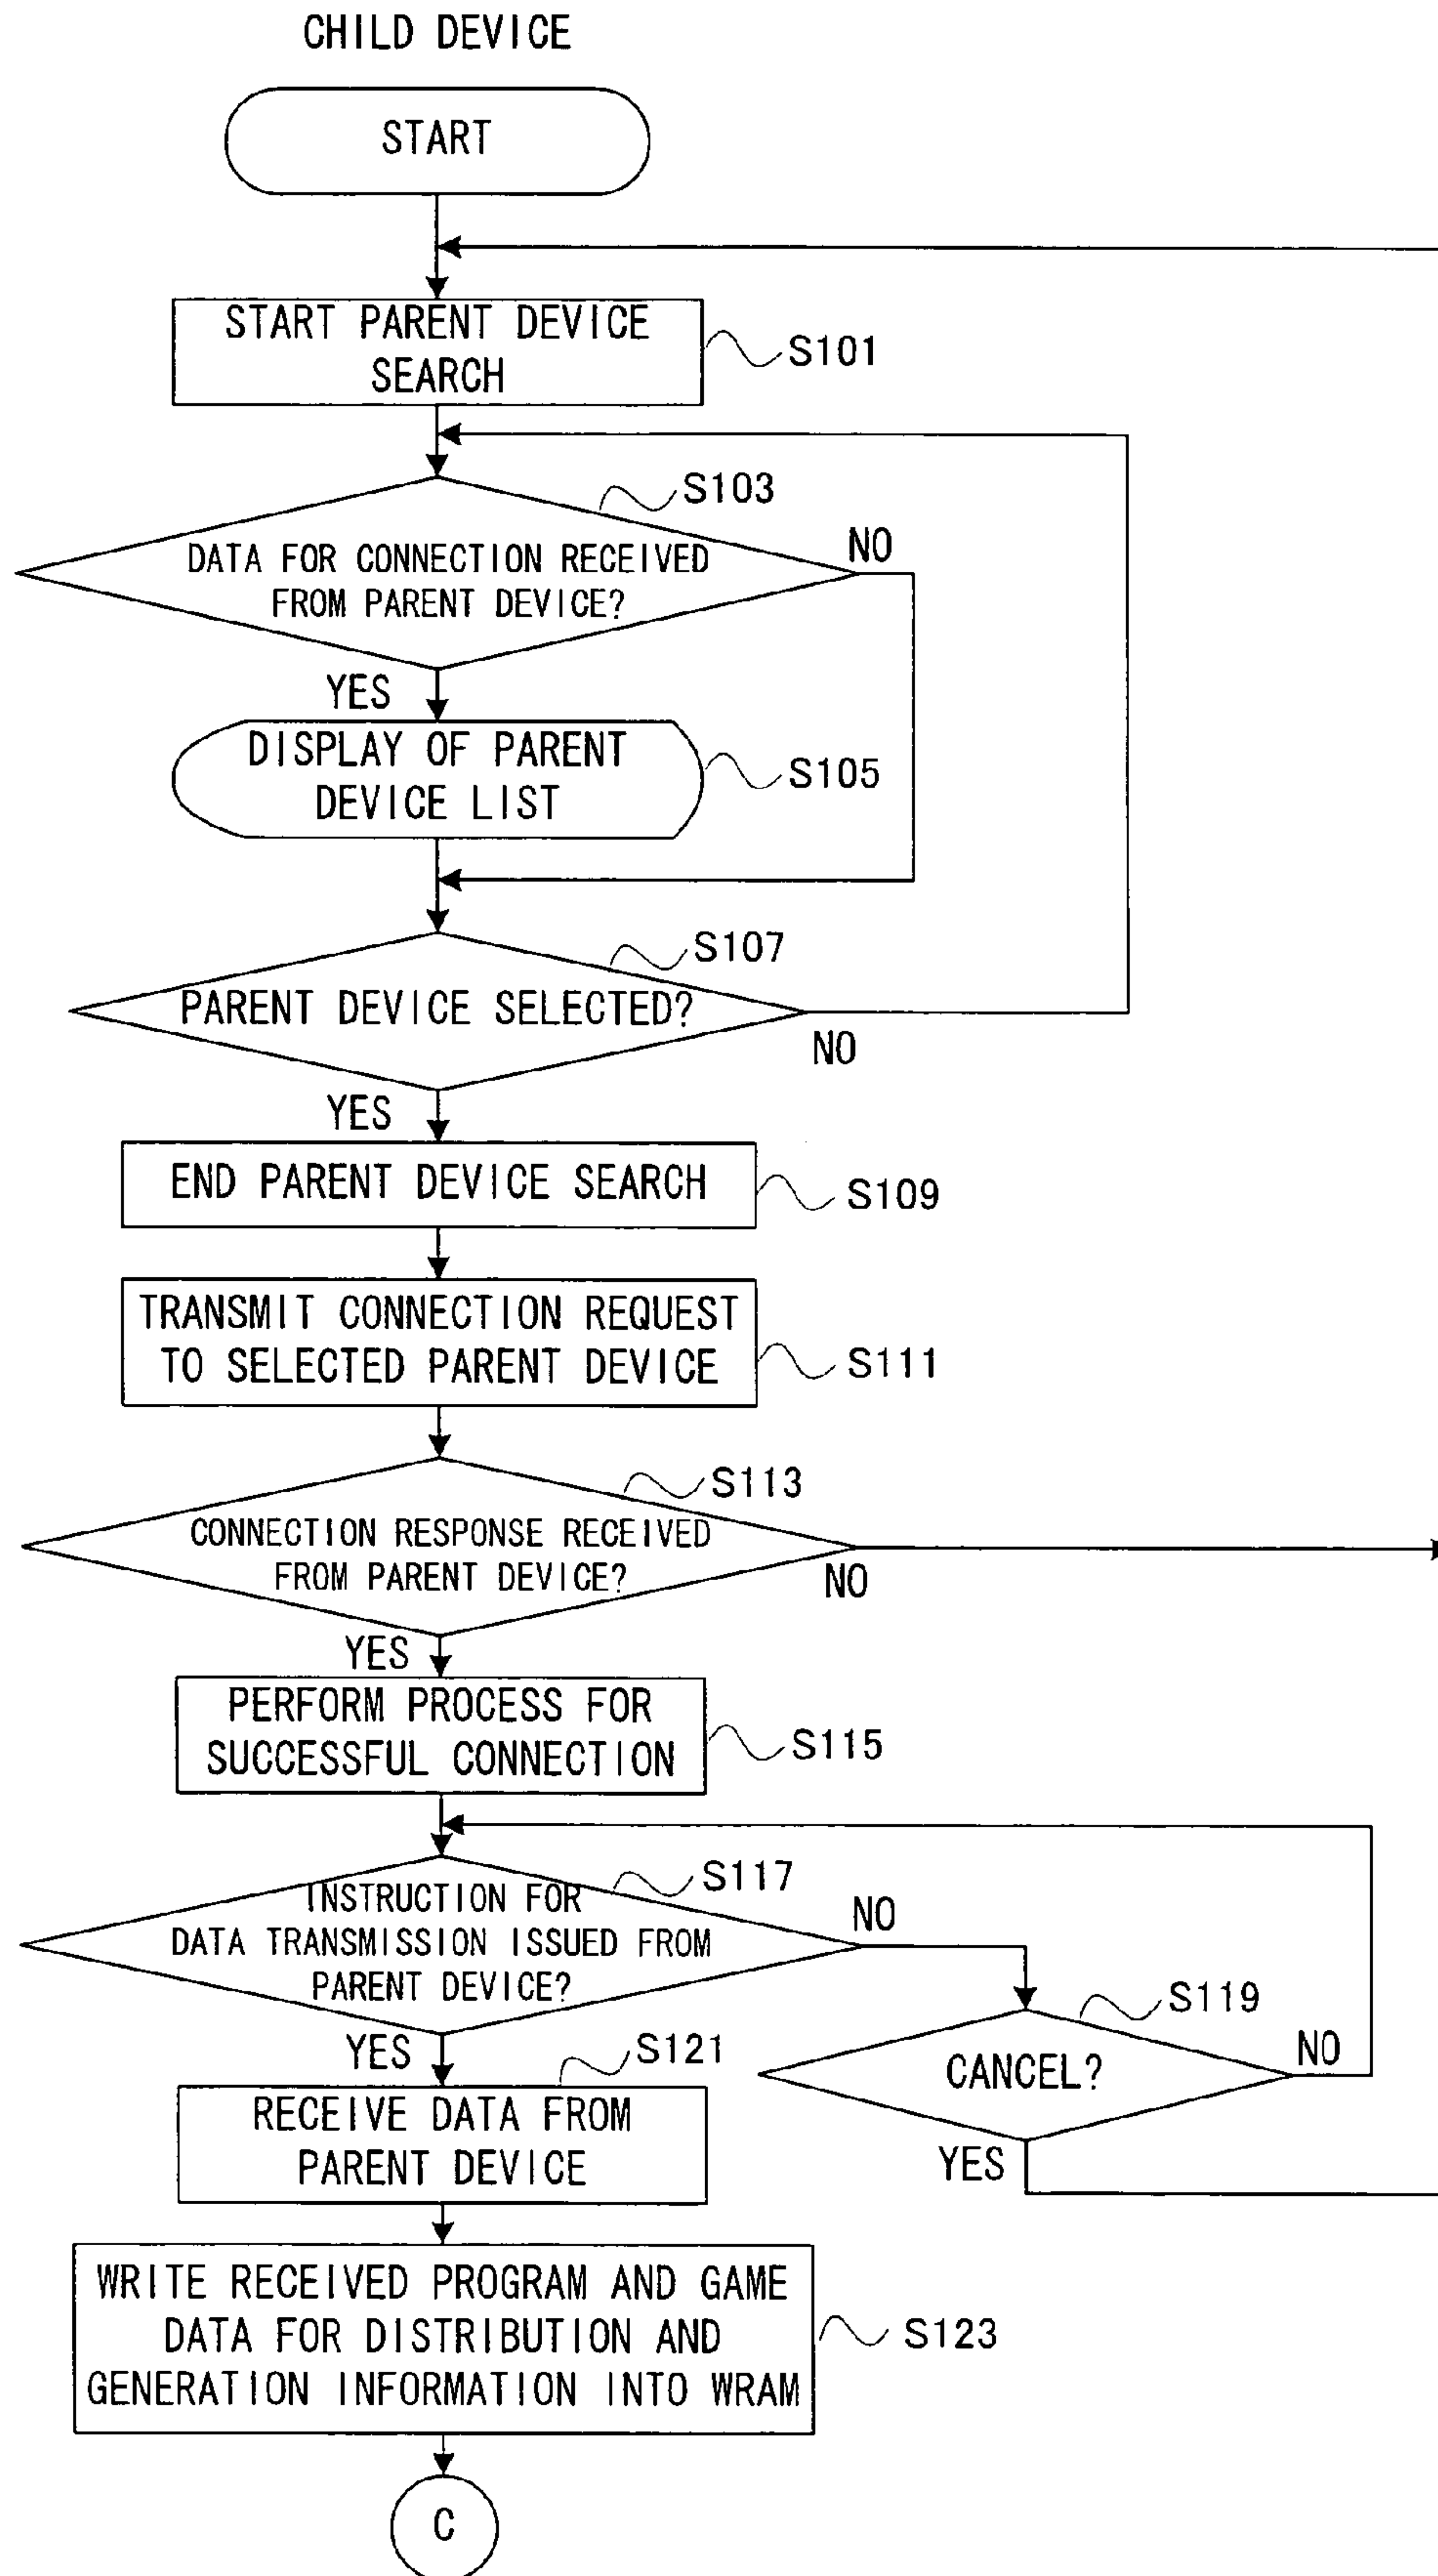 CHILD DEVICE
START
START PARENT DEVICE
SEARCH
S101
S103
DATA FOR CONNECTION RECEIVED
FROM PARENT DEVICE?
NO
YES
DISPLAY OF PARENT
DEVICE LIST
S105
S107
PARENT DEVICE SELECTED?
NO
YES
END PARENT DEVICE SEARCH
S109
TRANSMIT CONNECTION REQUEST
TO SELECTED PARENT DEVICE
S111
S113
CONNECTION RESPONSE RECEIVED
FROM PARENT DEVICE?
NO
YES
PERFORM PROCESS FOR
SUCCESSFUL CONNECTION
S115
S117
INSTRUCTION FOR
DATA TRANSMISSION ISSUED FROM
PARENT DEVICE?
NO
S119
CANCEL?
NO
YES
YES
S121
RECEIVE DATA FROM
PARENT DEVICE
WRITE RECEIVED PROGRAM AND GAME
DATA FOR DISTRIBUTION AND
GENERATION INFORMATION INTO WRAM
S123
C